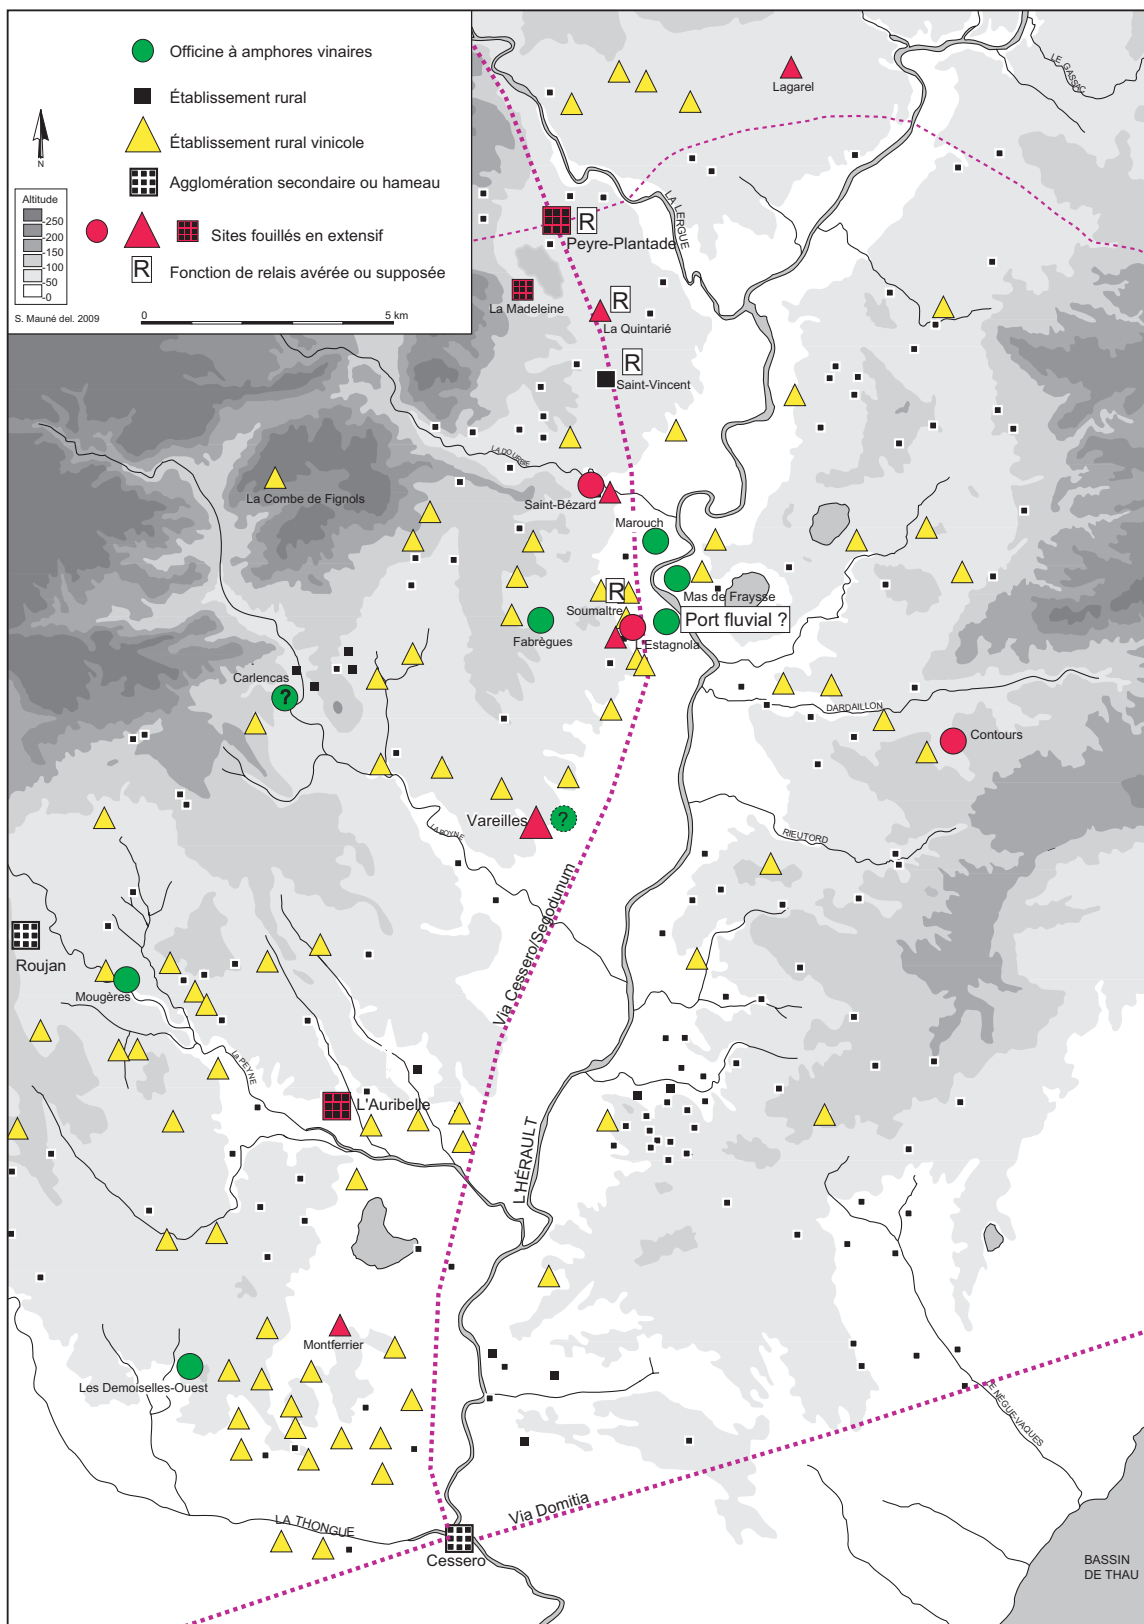 Officine à amphores vinaires
Établissement rural
Établissement rural vinicole
Agglomération secondaire ou hameau
Sites fouillés en extensif
R
Fonction de relais avérée ou supposée
N
Altitude
-250
-200
-150
-100
-50
-0
S. Mauné del. 2009
0
5 km
Lagarel
LE GASSAC
LA LERGUE
R
Peyre-Plantade
La Madeleine
R
La Quintarié
R
Saint-Vincent
LA DOURBIE
La Combe de Fignols
Saint-Bézard
Marouch
Mas de Fraysse
R
Soumaltre
Port fluvial ?
L'Estagnola
Fabrègues
Carlencas
?
DARDAILLON
Contours
Vareilles
?
LA BOYNE
RIEUTORD
Via Cessero/Segodunum
Roujan
Mougères
La PEYNE
L'Auribelle
L'HÉRAULT
Montferrier
Les Demoiselles-Ouest
LE NÈGUE-VAQUES
Via Domitia
LA THONGUE
Cessero
BASSIN
DE THAU